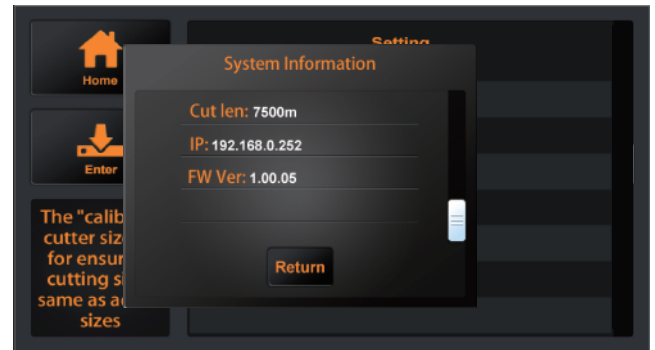 Setting
Home
System Information
Cut len: 7500m
IP: 192.168.0.252
FW Ver: 1.00.05
Enter
Return
The "calib
cutter siz
for ensur
cutting s
same as a
sizes